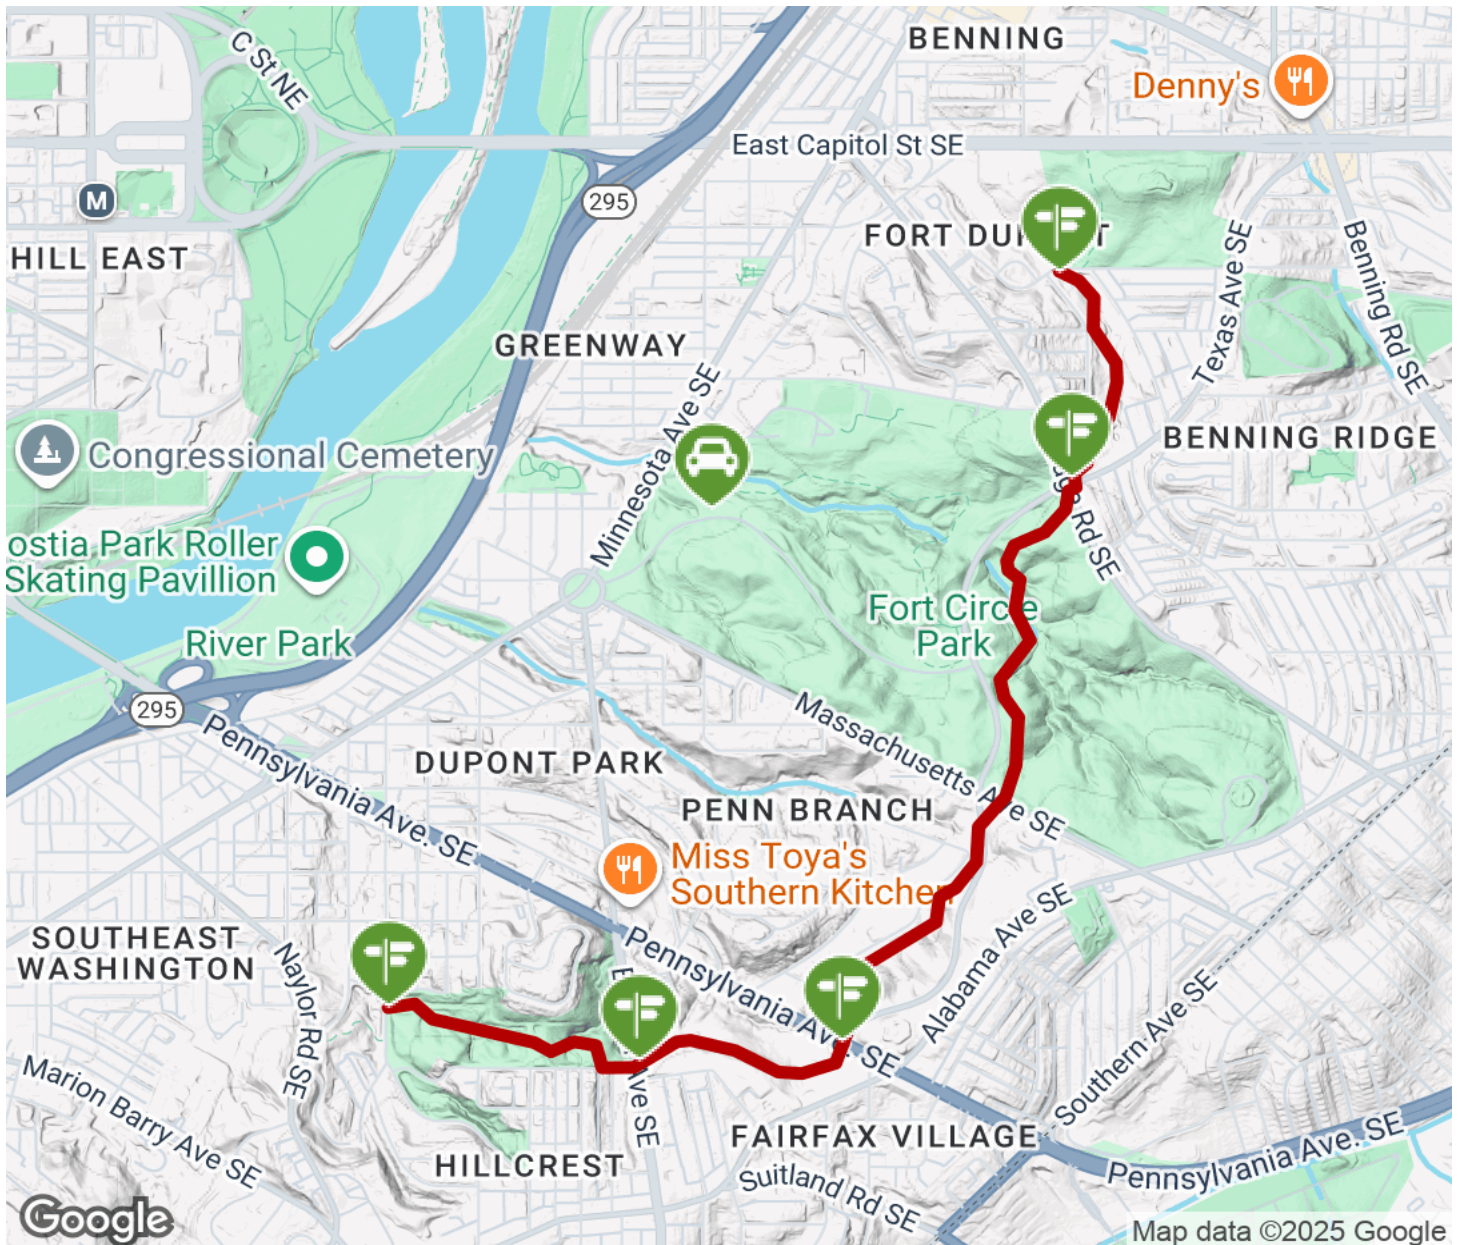 BENNING
C St NE
Denny's
East Capitol St SE
M
295
FORT DU
T
HILL EAST
Texas Ave SE
Benning Rd SE
GREENWAY
Minnesota Ave SE
BENNING RIDGE
Congressional Cemetery
Rd SE
ostia Park Roller
Skating Pavillion
Fort Circle
Park
River Park
295
Pennsylvania Ave. SE
Massachusetts Ave SE
DUPONT PARK
PENN BRANCH
Miss Toya's
Southern Kitchen
Pennsylvania Ave. SE
Alabama Ave SE
SOUTHEAST
WASHINGTON
Naylor Rd SE
Ave SE
Southern Ave SE
Marion Barry Ave SE
FAIRFAX VILLAGE
HILLCREST
Suitland Rd SE
Pennsylvania Ave. SE
Google
Map data ©2025 Google